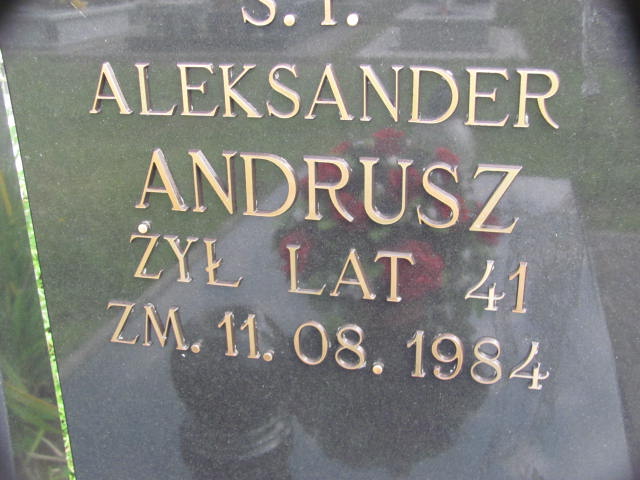 Ś. P.
ALEKSANDER
ANDRUSZ
ŻYŁ LAT 41
ZM. 11. 08. 1984